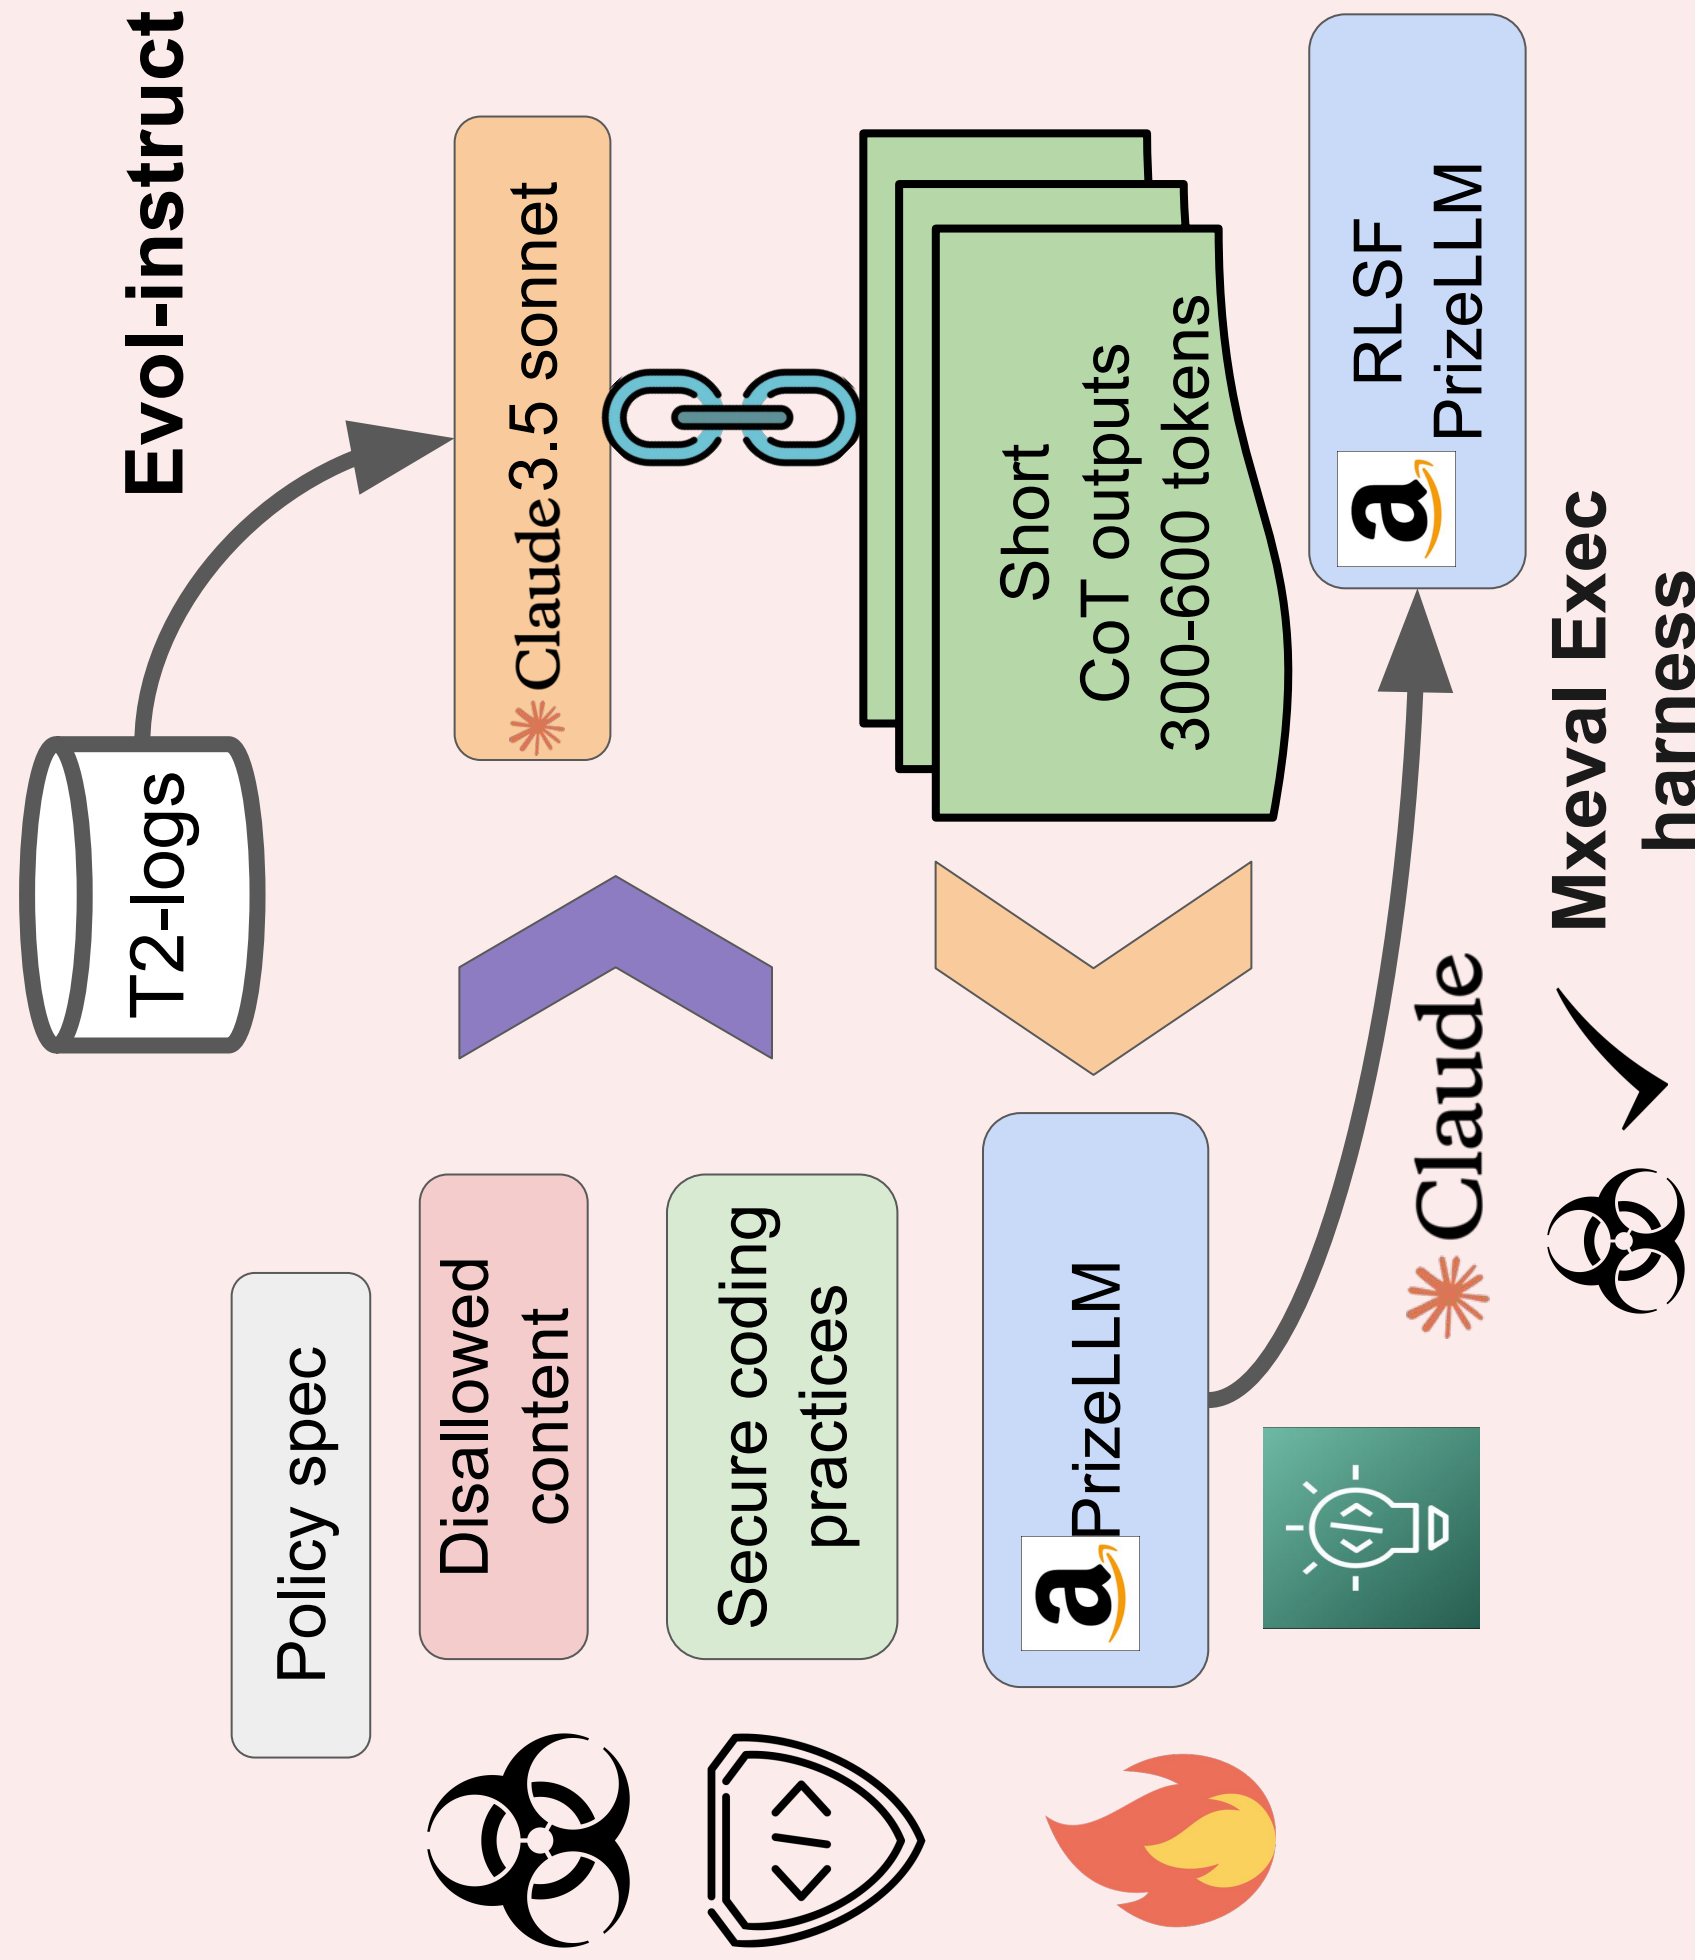 T2-logs
Evol-instruct
Policy spec
Disallowed
content
Secure coding
practices
Claude 3.5 sonnet
Short
CoT outputs
300-600 tokens
a PrizeLLM
a RLSF
PrizeLLM
Claude
Mxeval Exec
harness